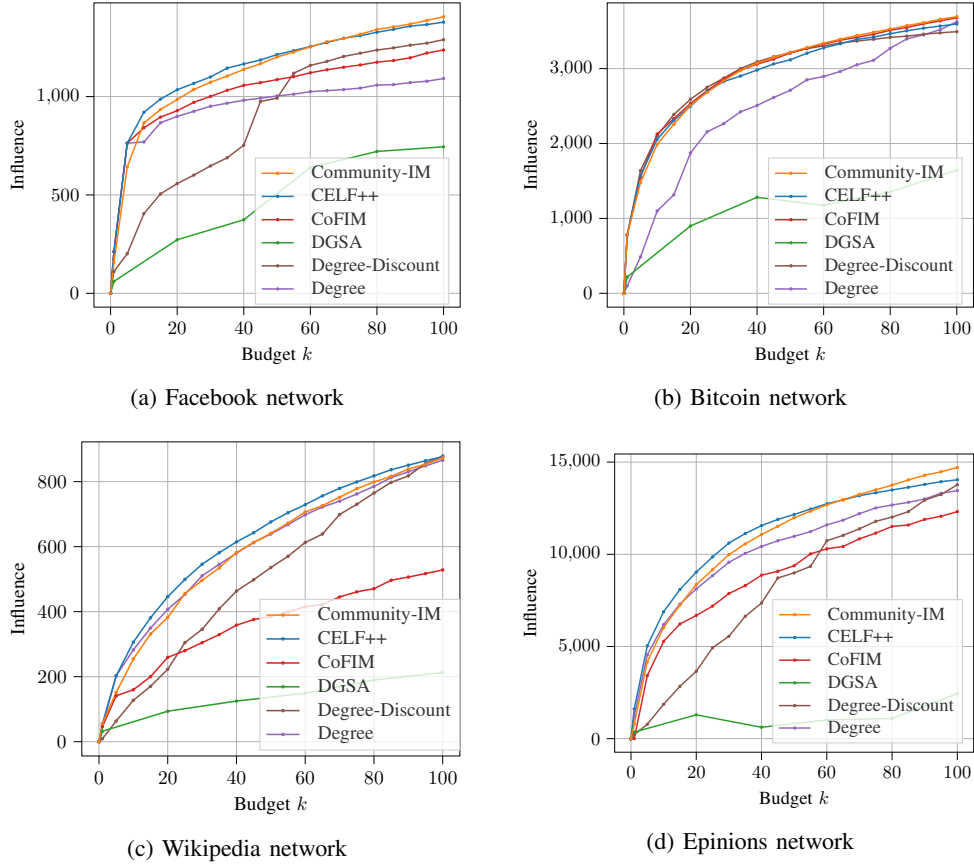 1,000
500
0
Influence
0 20 40 60 80 100
Budget k
Community-IM
CELF++
CoFIM
DGSA
Degree-Discount
Degree
(a) Facebook network
3,000
2,000
1,000
0
Influence
0 20 40 60 80 100
Budget k
Community-IM
CELF++
CoFIM
DGSA
Degree-Discount
Degree
(b) Bitcoin network
800
600
400
200
0
Influence
0 20 40 60 80 100
Budget k
Community-IM
CELF++
CoFIM
DGSA
Degree-Discount
Degree
(c) Wikipedia network
15,000
10,000
5,000
0
Influence
0 20 40 60 80 100
Budget k
Community-IM
CELF++
CoFIM
DGSA
Degree-Discount
Degree
(d) Epinions network